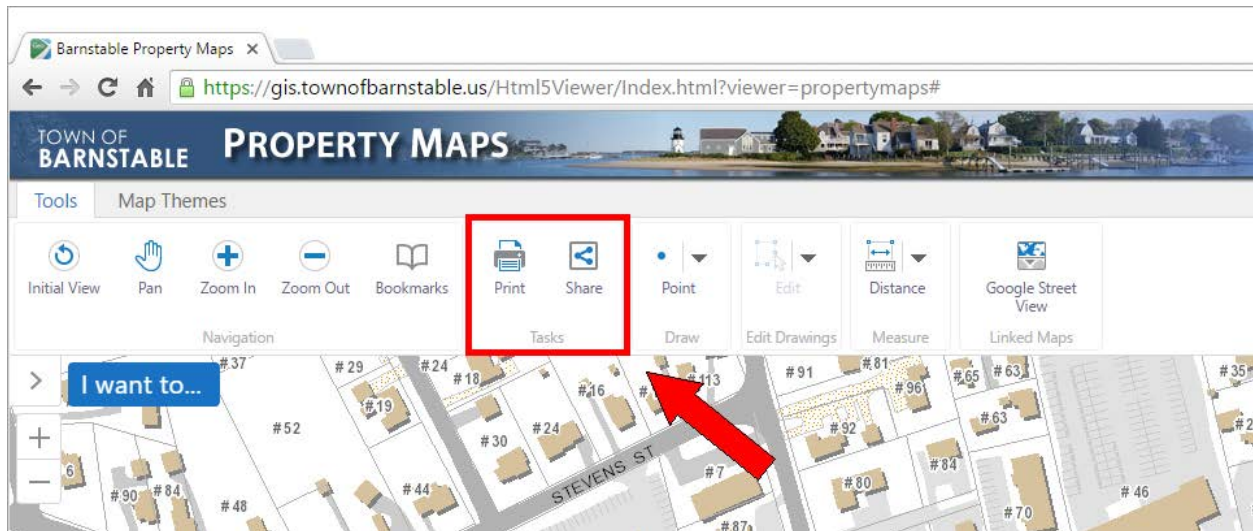 Barnstable Property Maps
https://gis.townofbarnstable.us/Html5Viewer/Index.html?viewer=propertymaps#
TOWN OF
BARNSTABLE
PROPERTY MAPS
Tools Map Themes
Initial View Pan Zoom In Zoom Out Bookmarks Print Share Point Edit Distance Google Street
View
Navigation Tasks Draw Edit Drawings Measure Linked Maps
I want to...
#37 #29 #24 #18 #16 #113 #91 #81 #96 #65 #63 #35
#19
#52 #30 #24 #92 #63
STEVENS ST
6 #90 #84 #48 #44 #7 #80 #84 #46
#87 #70